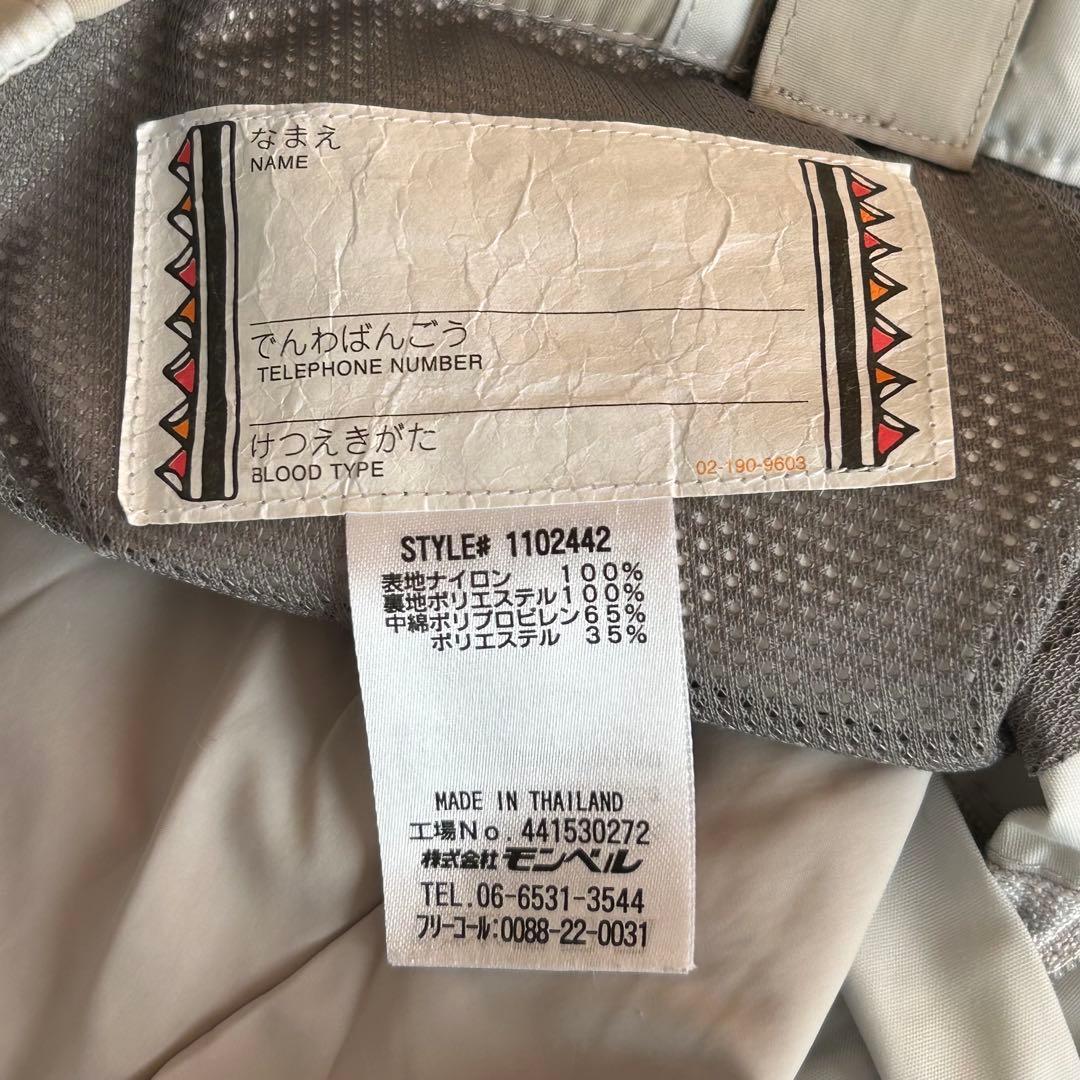 なまえ
NAME
でんわばんごう
TELEPHONE NUMBER
けつえきがた
BLOOD TYPE
02-190-9603
STYLE# 1102442
表地ナイロン 100%
裏地ポリエステル100%
中綿ポリプロピレン65%
ポリエステル 35%
MADE IN THAILAND
工場No. 441530272
株式会社 モンベル
TEL. 06-6531-3544
フリーコール:0088-22-0031